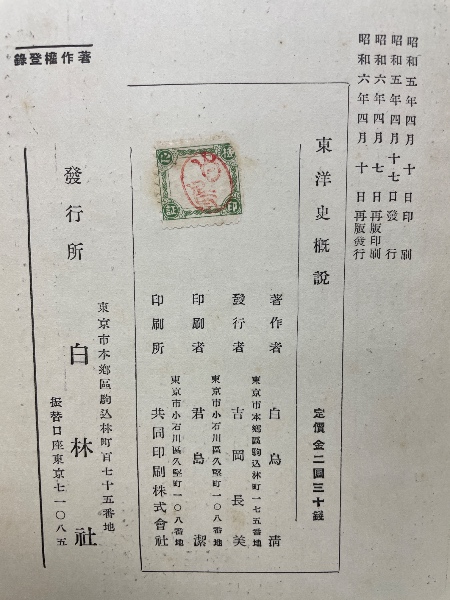 昭和五年四月十日印刷
昭和五年四月十七日發行
昭和六年四月七日再版印刷
昭和六年四月十日再版發行
東洋史概說
定價金二圓三十錢
著作者 白鳥淸
東京市本鄕區駒込林町一七五番地
發行者 吉岡長美
東京市小石川區久堅町一〇八番地
印刷者 君島潔
東京市小石川區久堅町一〇八番地
印刷所 共同印刷株式會社
著作權登錄
東京市本鄕區駒込林町百七十五番地
發行所 白林社
振替口座東京七一〇八五